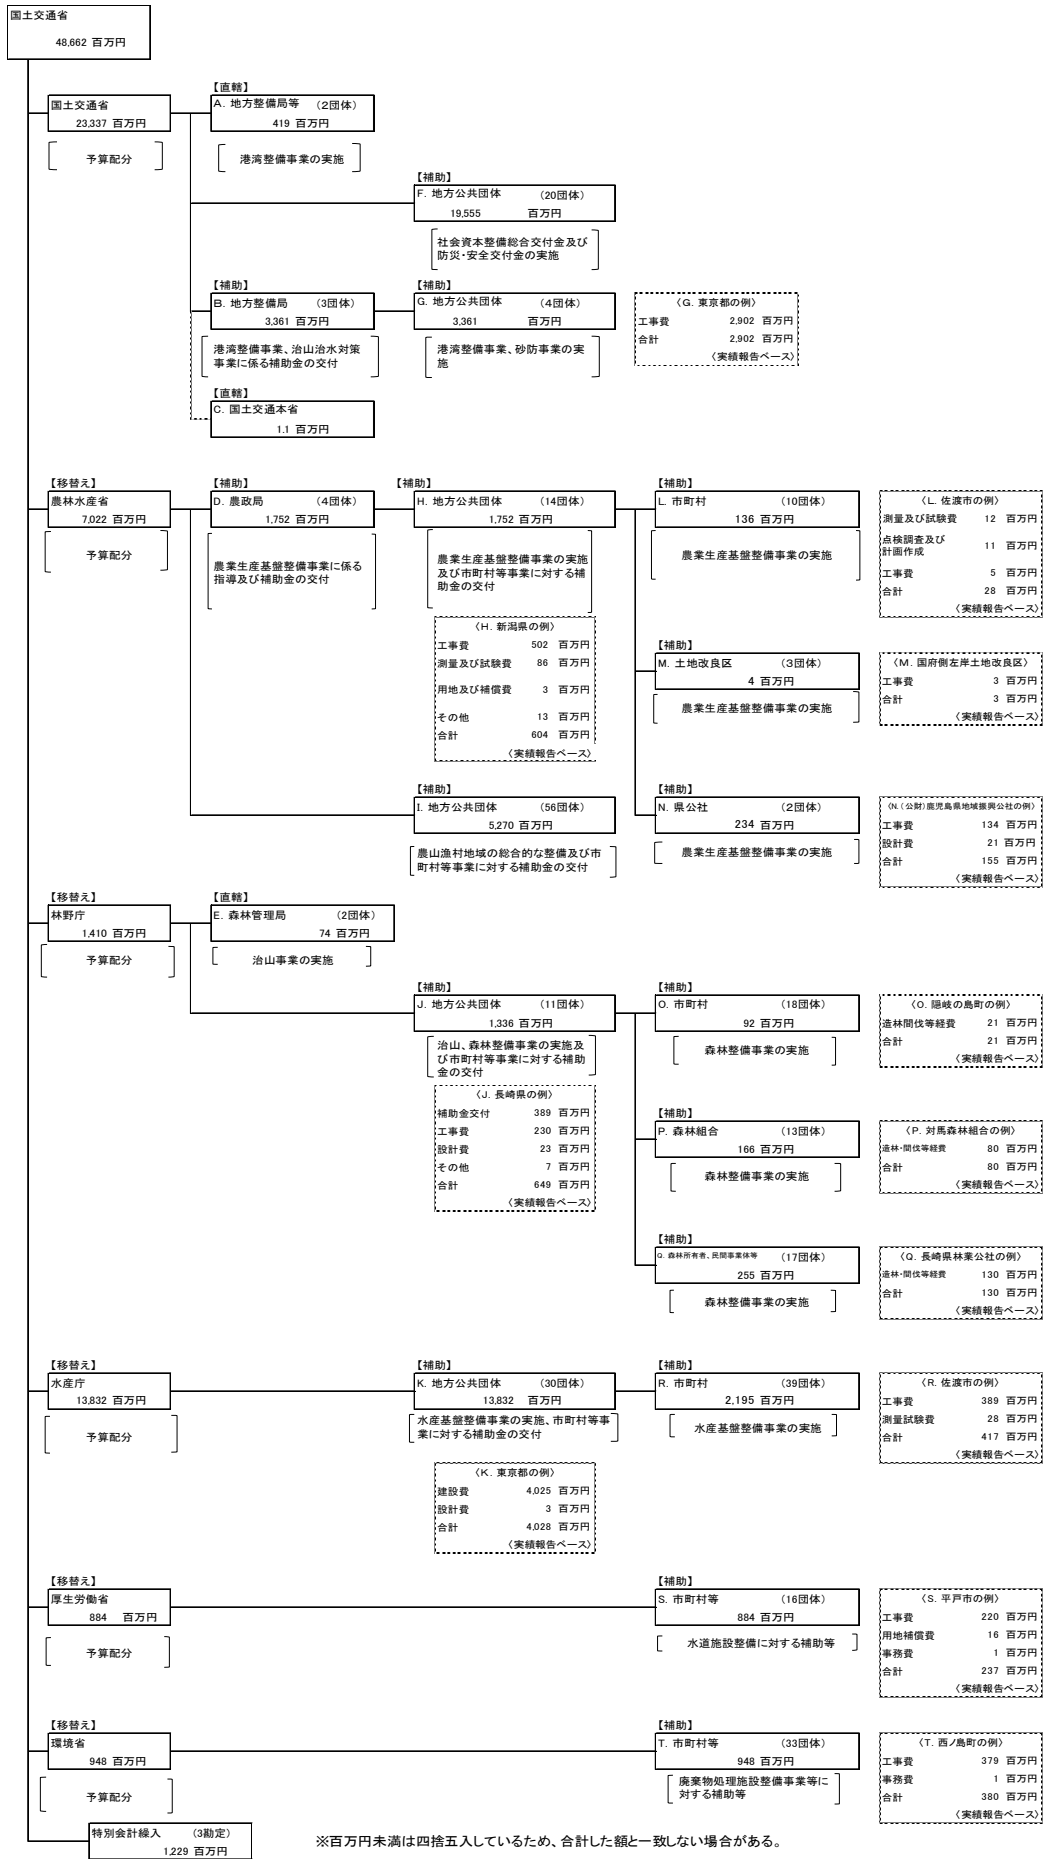 国土交通省
48,662 百万円
国土交通省
23,337 百万円
予算配分
【直轄】
A. 地方整備局等 （2団体）
419 百万円
港湾整備事業の実施
【補助】
F. 地方公共団体 （20団体）
19,555 百万円
社会資本整備総合交付金及び
防災・安全交付金の実施
【補助】
B. 地方整備局 （3団体）
3,361 百万円
港湾整備事業、治山治水対策
事業に係る補助金の交付
【補助】
G. 地方公共団体 （4団体）
3,361 百万円
港湾整備事業、砂防事業の実
施
〈G. 東京都の例〉
工事費 2,902 百万円
合計 2,902 百万円
〈実績報告ベース〉
【直轄】
C. 国土交通本省
1.1 百万円
【移替え】
農林水産省
7,022 百万円
予算配分
【補助】
D. 農政局 （4団体）
1,752 百万円
農業生産基盤整備事業に係る
指導及び補助金の交付
【補助】
H. 地方公共団体 （14団体）
1,752 百万円
農業生産基盤整備事業の実施
及び市町村等事業に対する補
助金の交付
〈H. 新潟県の例〉
工事費 502 百万円
測量及び試験費 86 百万円
用地及び補償費 3 百万円
その他 13 百万円
合計 604 百万円
〈実績報告ベース〉
【補助】
L. 市町村 （10団体）
136 百万円
農業生産基盤整備事業の実施
〈L. 佐渡市の例〉
測量及び試験費 12 百万円
点検調査及び
計画作成 11 百万円
工事費 5 百万円
合計 28 百万円
〈実績報告ベース〉
【補助】
M. 土地改良区 （3団体）
4 百万円
農業生産基盤整備事業の実施
〈M. 国府側左岸土地改良区〉
工事費 3 百万円
合計 3 百万円
〈実績報告ベース〉
【補助】
I. 地方公共団体 （56団体）
5,270 百万円
農山漁村地域の総合的な整備及び市
町村等事業に対する補助金の交付
【補助】
N. 県公社 （2団体）
234 百万円
農業生産基盤整備事業の実施
〈N.（公財）鹿児島県地域振興公社の例〉
工事費 134 百万円
設計費 21 百万円
合計 155 百万円
〈実績報告ベース〉
【移替え】
林野庁
1,410 百万円
予算配分
【直轄】
E. 森林管理局 （2団体）
74 百万円
治山事業の実施
【補助】
J. 地方公共団体 （11団体）
1,336 百万円
治山、森林整備事業の実施及
び市町村等事業に対する補助
金の交付
〈J. 長崎県の例〉
補助金交付 389 百万円
工事費 230 百万円
設計費 23 百万円
その他 7 百万円
合計 649 百万円
〈実績報告ベース〉
【補助】
O. 市町村 （18団体）
92 百万円
森林整備事業の実施
〈O. 隠岐の島町の例〉
造林間伐等経費 21 百万円
合計 21 百万円
〈実績報告ベース〉
【補助】
P. 森林組合 （13団体）
166 百万円
森林整備事業の実施
〈P. 対馬森林組合の例〉
造林・間伐等経費 80 百万円
合計 80 百万円
〈実績報告ベース〉
【補助】
Q. 森林所有者、民間事業体等 （17団体）
255 百万円
森林整備事業の実施
〈Q. 長崎県林業公社の例〉
造林・間伐等経費 130 百万円
合計 130 百万円
〈実績報告ベース〉
【移替え】
水産庁
13,832 百万円
予算配分
【補助】
K. 地方公共団体 （30団体）
13,832 百万円
水産基盤整備事業の実施、市町村等事
業に対する補助金の交付
〈K. 東京都の例〉
建設費 4,025 百万円
設計費 3 百万円
合計 4,028 百万円
〈実績報告ベース〉
【補助】
R. 市町村 （39団体）
2,195 百万円
水産基盤整備事業の実施
〈R. 佐渡市の例〉
工事費 389 百万円
測量試験費 28 百万円
合計 417 百万円
〈実績報告ベース〉
【移替え】
厚生労働省
884 百万円
予算配分
【補助】
S. 市町村等 （16団体）
884 百万円
水道施設整備に対する補助等
〈S. 平戸市の例〉
工事費 220 百万円
用地補償費 16 百万円
事務費 1 百万円
合計 237 百万円
〈実績報告ベース〉
【移替え】
環境省
948 百万円
予算配分
【補助】
T. 市町村等 （33団体）
948 百万円
廃棄物処理施設整備事業等に
対する補助等
〈T. 西ノ島町の例〉
工事費 379 百万円
事務費 1 百万円
合計 380 百万円
〈実績報告ベース〉
特別会計繰入 （3勘定）
1,229 百万円
※百万円未満は四捨五入しているため、合計した額と一致しない場合がある。